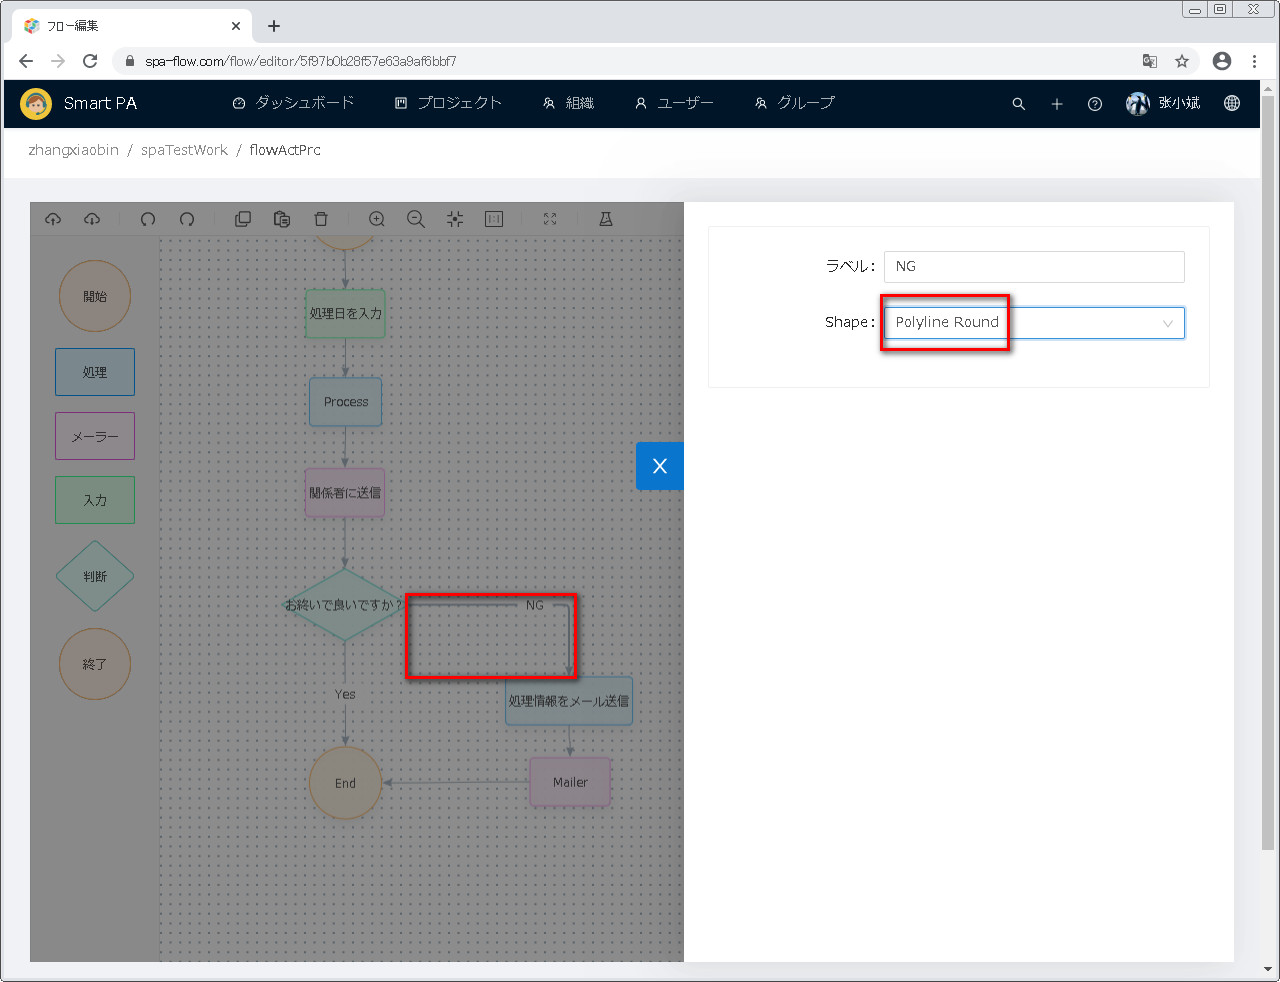 フロー編集
spa-flow.com/flow/editor/5f97b0b28f57e63a9af6bbf7
Smart PA
ダッシュボード
プロジェクト
組織
ユーザー
グループ
张小斌
zhangxiaobin / spaTestWork / flowActPrc
開始
処理
メーラー
入力
判断
終了
処理日を入力
Process
関係者に送信
お終いで良いですか?
NG
Yes
処理情報をメール送信
End
Mailer
X
ラベル: NG
Shape: Polyline Round